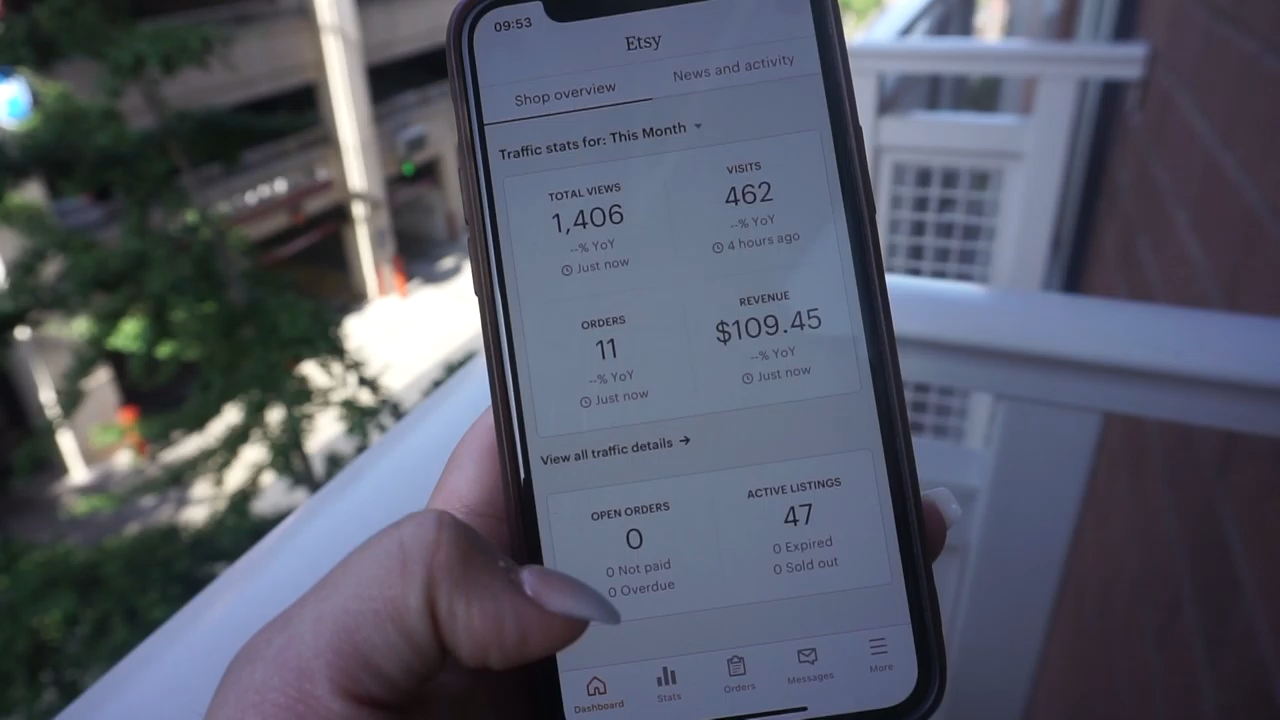 09:53
Etsy
Shop overview
News and activity
Traffic stats for: This Month
TOTAL VIEWS
1,406
--% YoY
Just now
VISITS
462
--% YoY
4 hours ago
ORDERS
11
--% YoY
Just now
REVENUE
$109.45
--% YoY
Just now
View all traffic details →
OPEN ORDERS
0
0 Not paid
0 Overdue
ACTIVE LISTINGS
47
0 Expired
0 Sold out
Dashboard
Stats
Orders
Messages
More